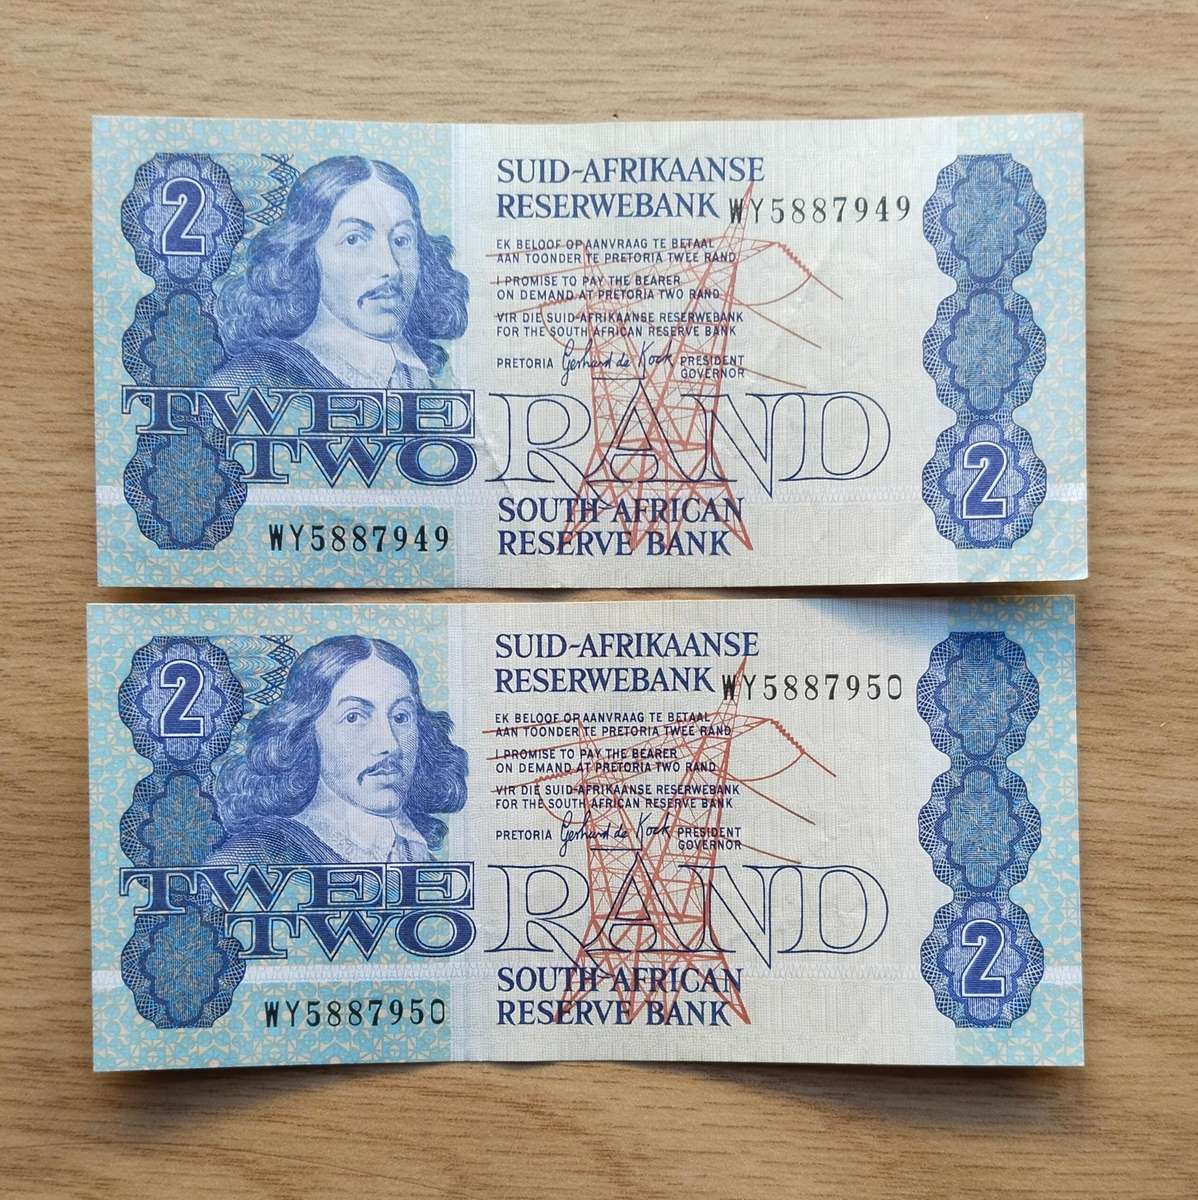 2
SUID-AFRIKAANSE
RESERWEBANK WY5887949
EK BELOOF OP AANVRAAG TE BETAAL
AAN TOONDER TE PRETORIA TWEE RAND
I PROMISE TO PAY THE BEARER
ON DEMAND AT PRETORIA TWO RAND
VIR DIE SUID-AFRIKAANSE RESERWEBANK
FOR THE SOUTH AFRICAN RESERVE BANK
PRETORIA Gerhard de Kock PRESIDENT
GOVERNOR
TWEE
TWO RAND
2
SOUTH AFRICAN
RESERVE BANK
WY5887949
2
SUID-AFRIKAANSE
RESERWEBANK WY5887950
EK BELOOF OP AANVRAAG TE BETAAL
AAN TOONDER TE PRETORIA TWEE RAND
I PROMISE TO PAY THE BEARER
ON DEMAND AT PRETORIA TWO RAND
VIR DIE SUID-AFRIKAANSE RESERWEBANK
FOR THE SOUTH AFRICAN RESERVE BANK
PRETORIA Gerhard de Kock PRESIDENT
GOVERNOR
TWEE
TWO RAND
2
SOUTH AFRICAN
RESERVE BANK
WY5887950